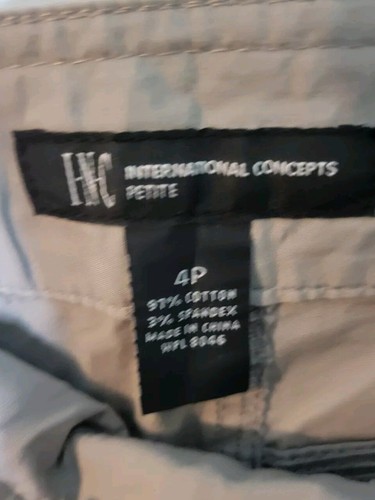 INC INTERNATIONAL CONCEPTS
PETITE
4P
97% COTTON
3% SPANDEX
MADE IN CHINA